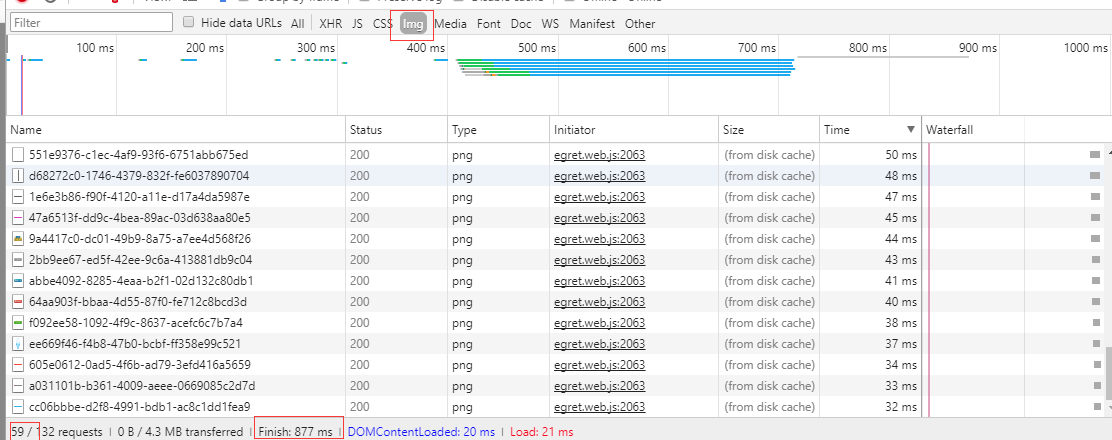 View: Group by frame Preserve log Disable cache Offline Online
Filter Hide data URLs All XHR JS CSS Img Media Font Doc WS Manifest Other
100 ms 200 ms 300 ms 400 ms 500 ms 600 ms 700 ms 800 ms 900 ms 1000 ms
Name Status Type Initiator Size Time ▼ Waterfall
551e9376-c1ec-4af9-93f6-6751abb675ed 200 png egret.web.js:2063 (from disk cache) 50 ms
d68272c0-1746-4379-832f-fe6037890704 200 png egret.web.js:2063 (from disk cache) 48 ms
1e6e3b86-f90f-4120-a11e-d17a4da5987e 200 png egret.web.js:2063 (from disk cache) 47 ms
47a6513f-dd9c-4bea-89ac-03d638aa80e5 200 png egret.web.js:2063 (from disk cache) 45 ms
9a4417c0-dc01-49b9-8a75-a7ee4d568f26 200 png egret.web.js:2063 (from disk cache) 44 ms
2bb9ee67-ed5f-42ee-9c6a-413881db9c04 200 png egret.web.js:2063 (from disk cache) 43 ms
abbe4092-8285-4eaa-b2f1-02d132c80db1 200 png egret.web.js:2063 (from disk cache) 41 ms
64aa903f-bbaa-4d55-87f0-fe712c8bcd3d 200 png egret.web.js:2063 (from disk cache) 40 ms
f092ee58-1092-4f9c-8637-acefc6c7b7a4 200 png egret.web.js:2063 (from disk cache) 38 ms
ee669f46-f4b8-47b0-bcbf-ff358e99c521 200 png egret.web.js:2063 (from disk cache) 37 ms
605e0612-0ad5-4f6b-ad79-3efd416a5659 200 png egret.web.js:2063 (from disk cache) 34 ms
a031101b-b361-4009-aeee-0669085c2d7d 200 png egret.web.js:2063 (from disk cache) 33 ms
cc06bbbe-d2f8-4991-bdb1-ac8c1dd1fea9 200 png egret.web.js:2063 (from disk cache) 32 ms
59 / 132 requests | 0 B / 4.3 MB transferred | Finish: 877 ms | DOMContentLoaded: 20 ms | Load: 21 ms